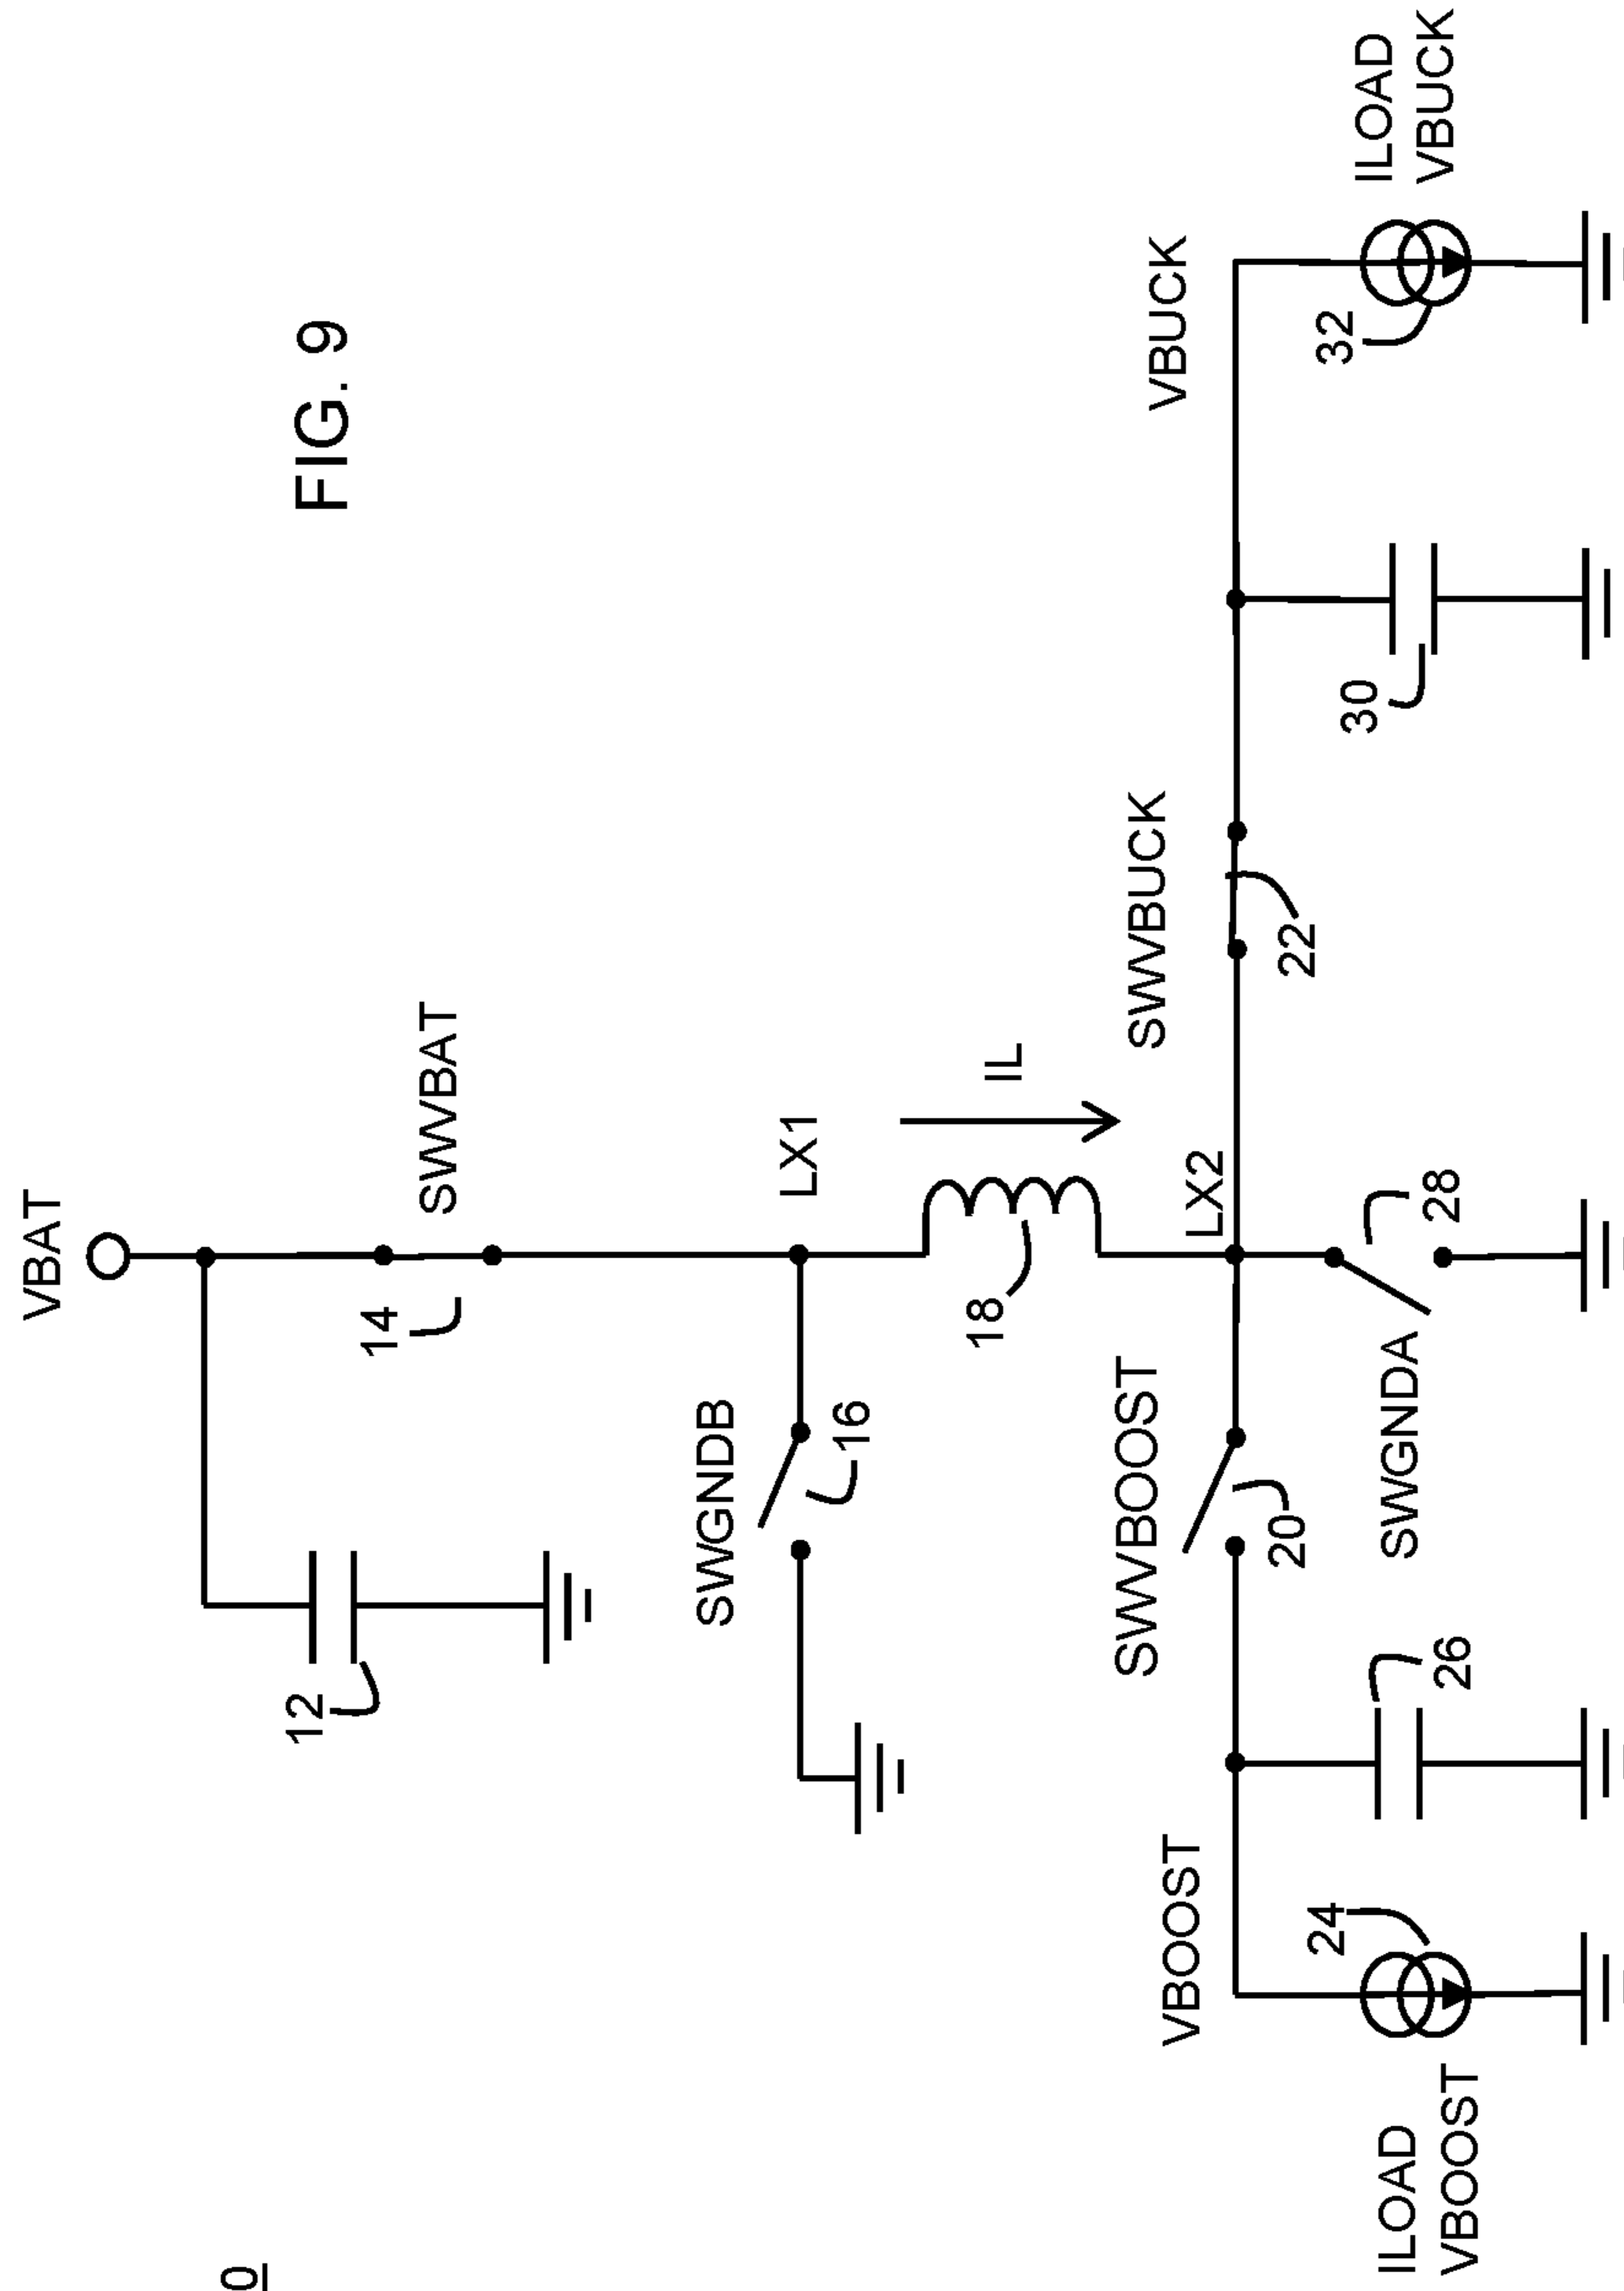 VBAT
0
12
FIG. 9
14
SWVBAT
SWGNDB
LX1
16
18
IL
SWVBOOST
SWVBUCK
VBOOST
LX2
VBUCK
20
22
24
32
30
ILOAD
VBOOST
SWGNDA
ILOAD
VBUCK
26
28